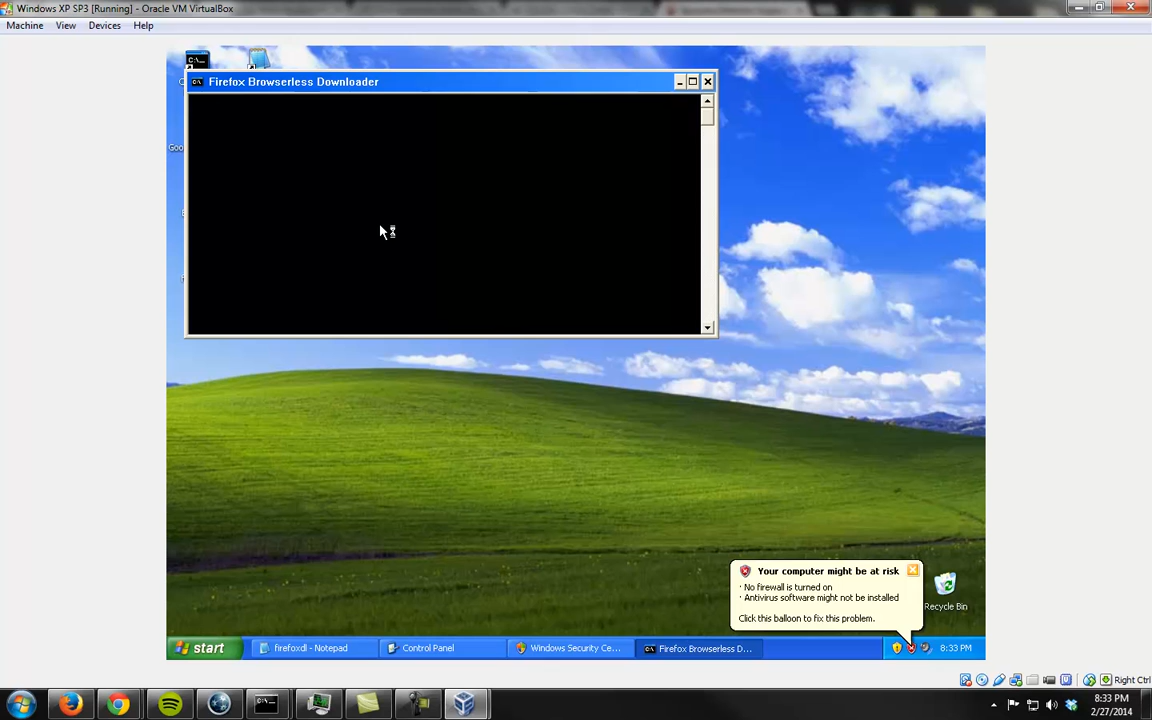 Windows XP SP3 [Running] - Oracle VM VirtualBox
Machine View Devices Help
C:\
Firefox Browserless Downloader
Goo
Your computer might be at risk
· No firewall is turned on
· Antivirus software might not be installed
Click this balloon to fix this problem.
Recycle Bin
start firefoxdl - Notepad Control Panel Windows Security Ce... Firefox Browserless D... 8:33 PM
Right Ctrl
8:33 PM
2/27/2014